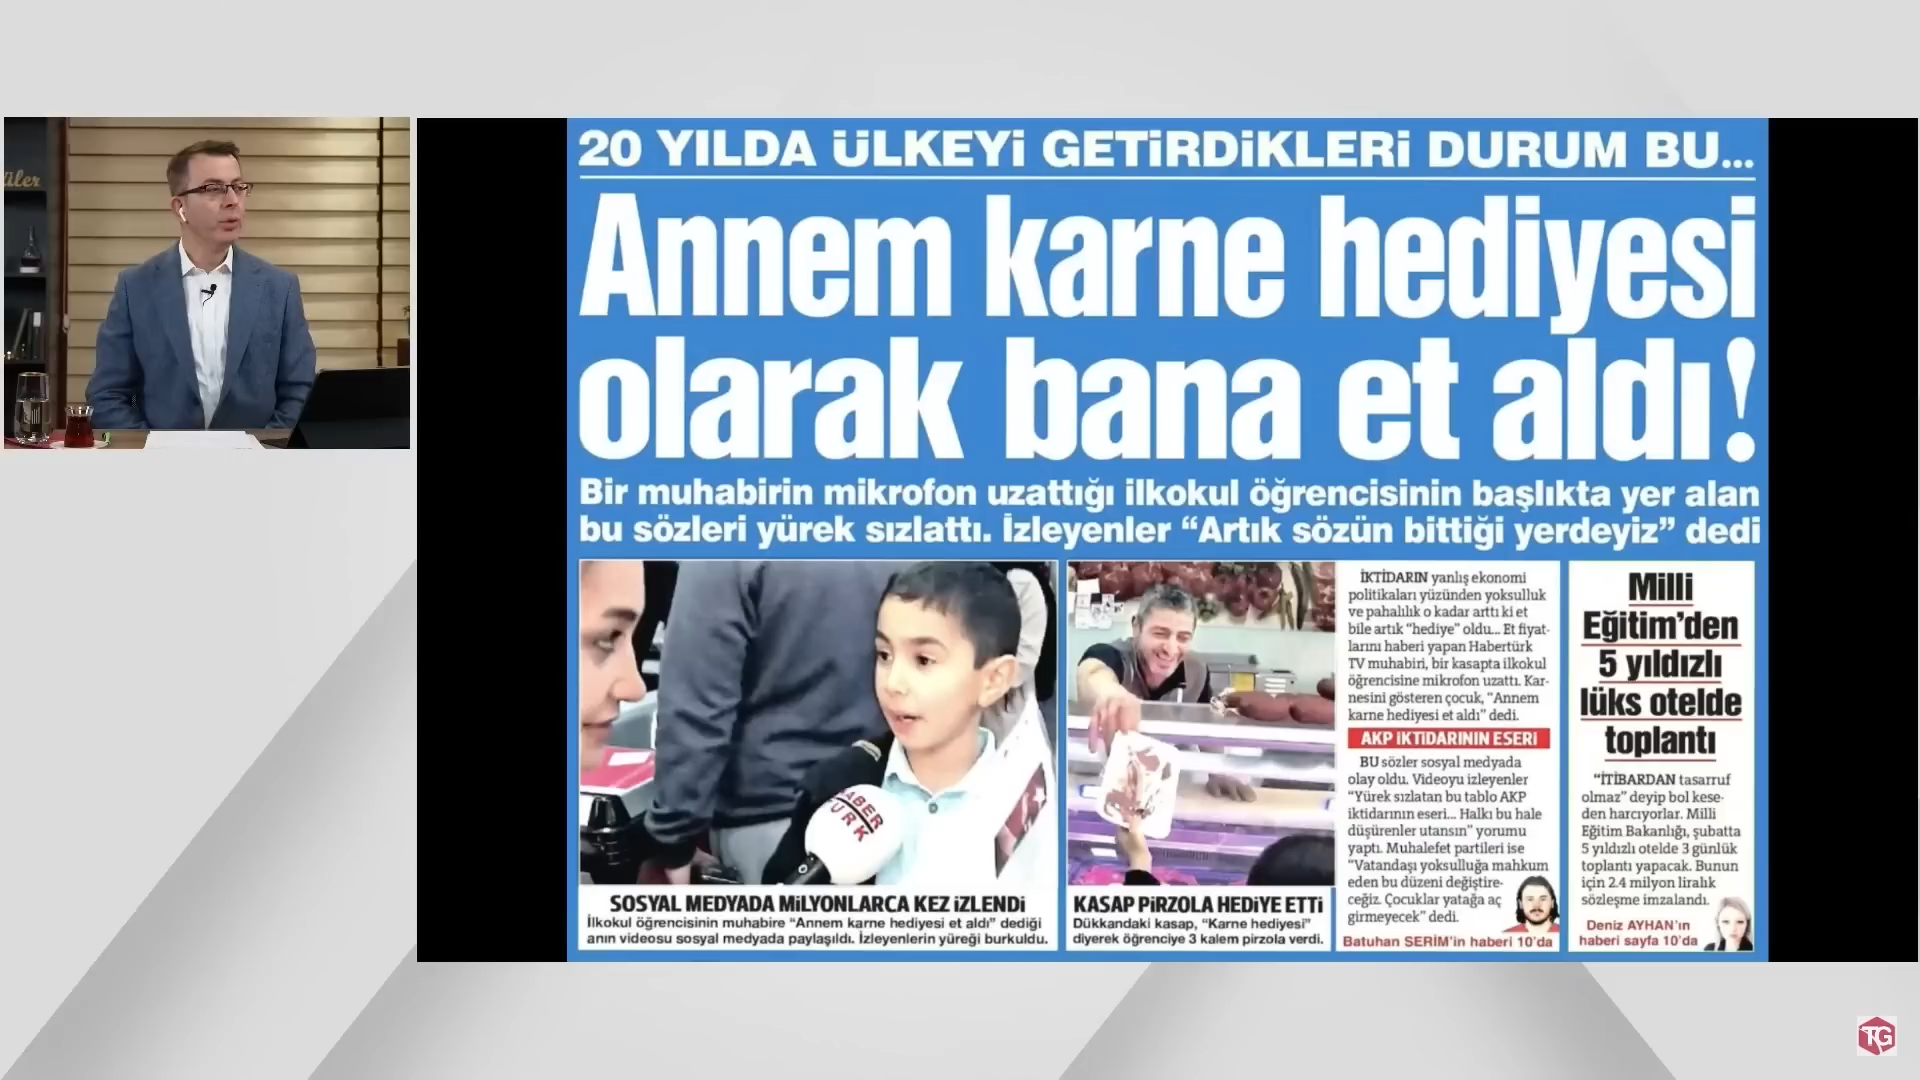 üler
20 YILDA ÜLKEYİ GETİRDİKLERİ DURUM BU...
Annem karne hediyesi
olarak bana et aldı!
Bir muhabirin mikrofon uzattığı ilkokul öğrencisinin başlıkta yer alan
bu sözleri yürek sızlattı. İzleyenler “Artık sözün bittiği yerdeyiz” dedi
HABER
TURK
SOSYAL MEDYADA MİLYONLARCA KEZ İZLENDİ
İlkokul öğrencisinin muhabire “Annem karne hediyesi et aldı” dediği
anın videosu sosyal medyada paylaşıldı. İzleyenlerin yüreği burkuldu.
KASAP PİRZOLA HEDİYE ETTİ
Dükkandaki kasap, “Karne hediyesi”
diyerek öğrenciye 3 kalem pirzola verdi.
İKTİDARIN yanlış ekonomi
politikaları yüzünden yoksulluk
ve pahalılık o kadar arttı ki et
bile artık “hediye” oldu... Et fiyat-
larını haberi yapan Habertürk
TV muhabiri, bir kasapta ilkokul
öğrencisine mikrofon uzattı. Kar-
nesini gösteren çocuk, “Annem
karne hediyesi et aldı” dedi.
AKP İKTİDARININ ESERİ
BU sözler sosyal medyada
olay oldu. Videoyu izleyenler
“Yürek sızlatan bu tablo AKP
iktidarının eseri... Halkı bu hale
düşürenler utansın” yorumu
yaptı. Muhalefet partileri ise
“Vatandaşı yoksulluğa mahkum
eden bu düzeni değiştire-
ceğiz. Çocuklar yatağa aç
girmeyecek” dedi.
Batuhan SERİM’in haberi 10’da
Milli
Eğitim’den
5 yıldızlı
lüks otelde
toplantı
“İTİBARDAN tasarruf
olmaz” deyip bol kese-
den harcıyorlar. Milli
Eğitim Bakanlığı, şubatta
5 yıldızlı otelde 3 günlük
toplantı yapacak. Bunun
için 2.4 milyon liralık
sözleşme imzalandı.
Deniz AYHAN’ın
haberi sayfa 10’da
TG